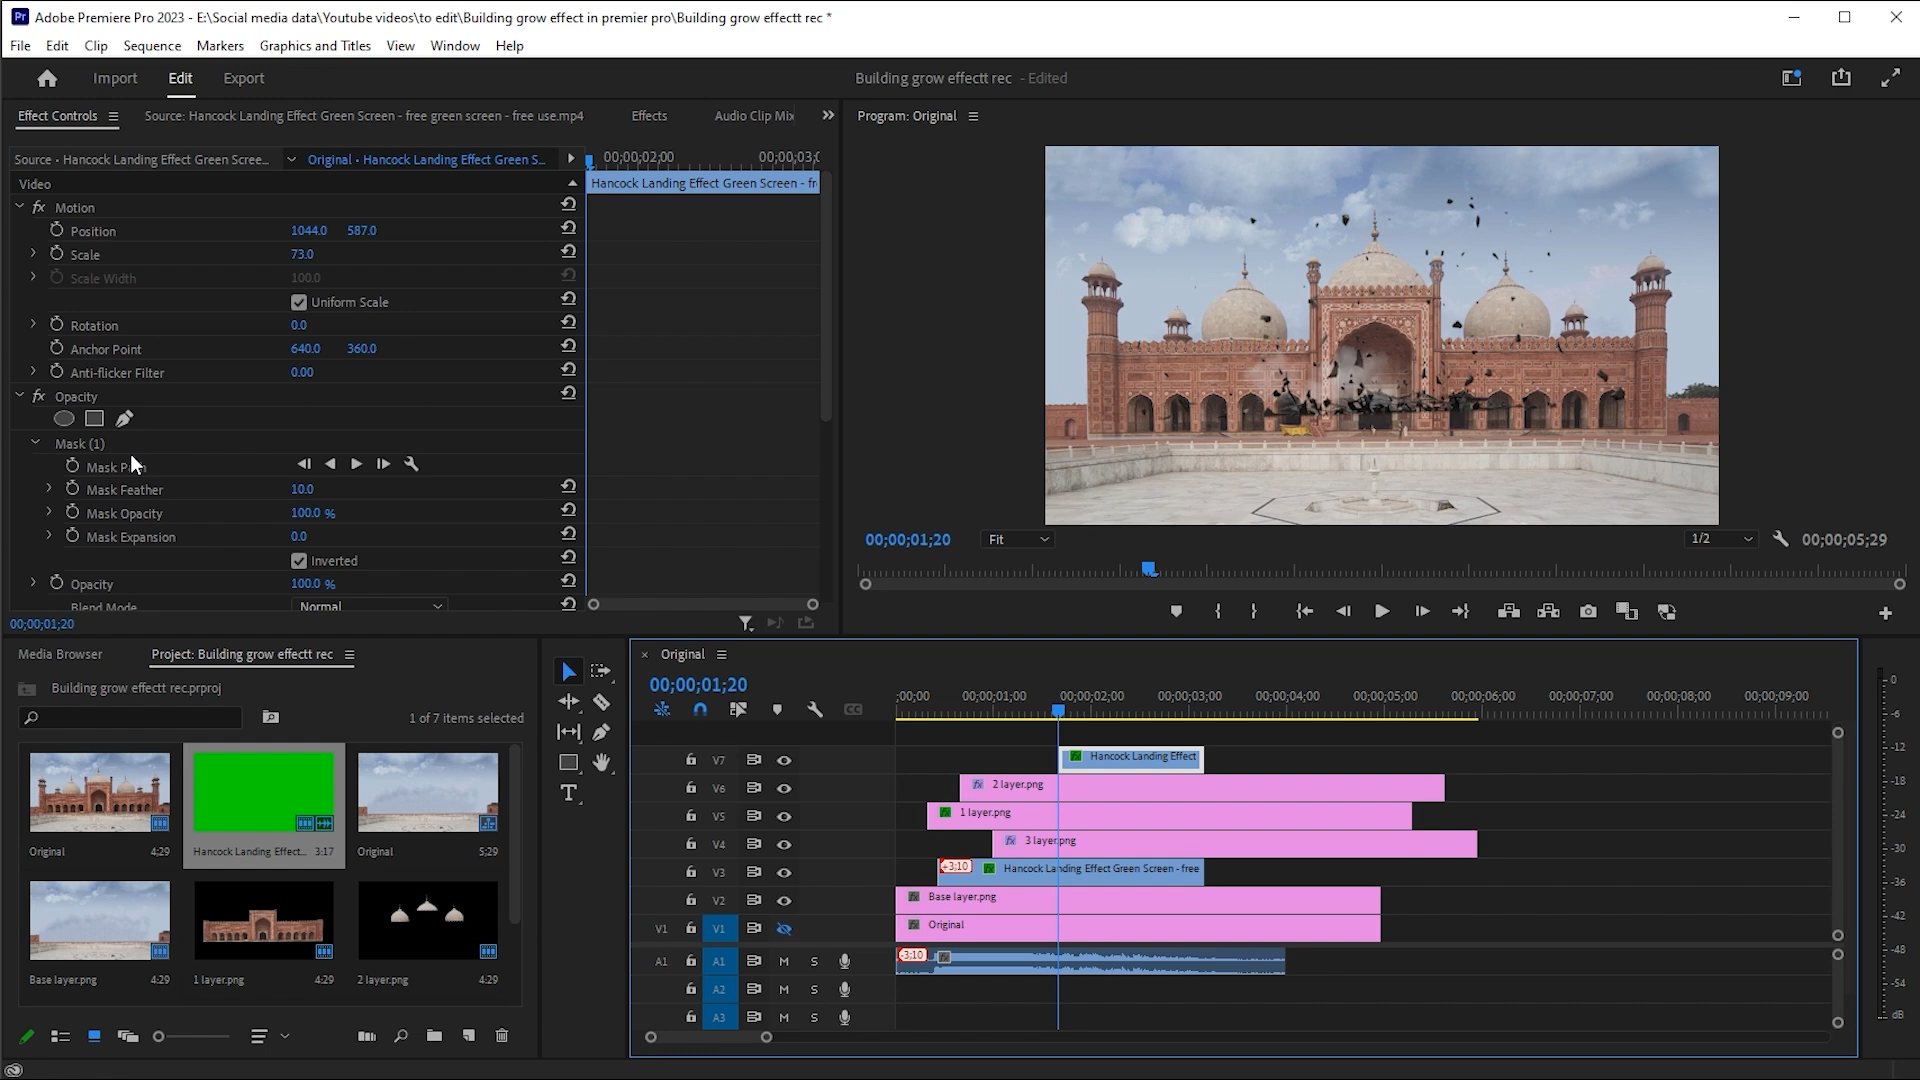 Adobe Premiere Pro 2023 - E:\Social media data\Youtube videos\to edit\Building grow effect in premier pro\Building grow effectt rec *
File Edit Clip Sequence Markers Graphics and Titles View Window Help
Import Edit Export
Building grow effectt rec - Edited
Effect Controls
Source: Hancock Landing Effect Green Screen - free green screen - free use.mp4
Effects
Audio Clip Mix
Program: Original
Source • Hancock Landing Effect Green Scree...
Original • Hancock Landing Effect Green S...
00;00;02;00
00;00;03;0
Video
Hancock Landing Effect Green Screen - fr
fx Motion
Position 1044.0 587.0
Scale 73.0
Scale Width 100.0
Uniform Scale
Rotation 0.0
Anchor Point 640.0 360.0
Anti-flicker Filter 0.00
fx Opacity
Mask (1)
Mask P
Mask Feather 10.0
Mask Opacity 100.0 %
Mask Expansion 0.0
Inverted
Opacity 100.0 %
Blend Mode Normal
00;00;01;20
00;00;01;20
Fit
1/2
00;00;05;29
Media Browser
Project: Building grow effectt rec
Building grow effectt rec.prproj
1 of 7 items selected
Original 4;29
Hancock Landing Effect... 3:17
Original 5;29
Base layer.png 4:29
1 layer.png 4:29
2 layer.png 4:29
T
Original
00;00;01;20
CC
;00;00 00;00;01;00 00;00;02;00 00;00;03;00 00;00;04;00 00;00;05;00 00;00;06;00 00;00;07;00 00;00;08;00 00;00;09;00
V7 Hancock Landing Effect
V6 fx 2 layer.png
V5 fx 1 layer.png
V4 fx 3 layer.png
V3 +3;10 fx Hancock Landing Effect Green Screen - free
V2 fx Base layer.png
V1 V1 fx Original
A1 A1 M S -3;10 fx
A2 M S
A3 M S
0
-6
-12
-18
-24
-30
-36
-42
-48
-54
dB